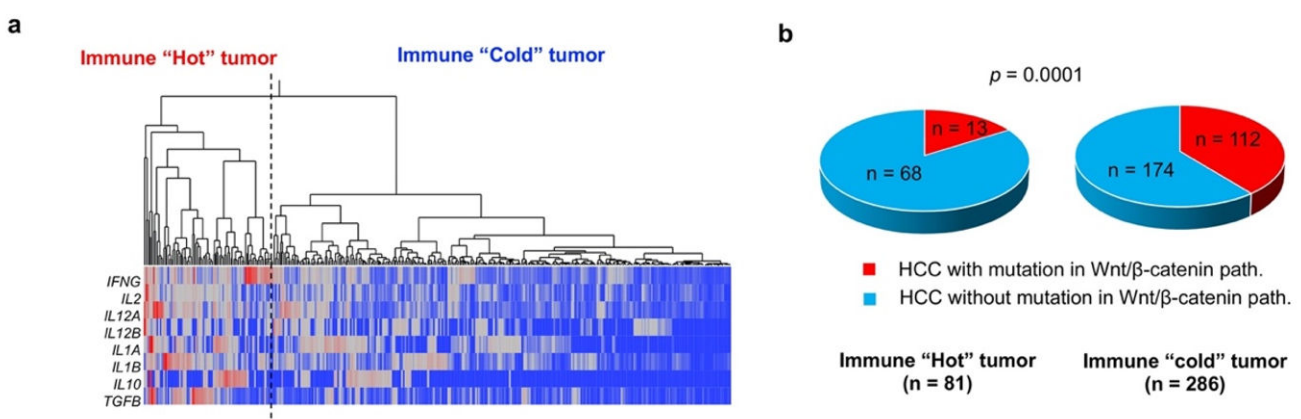 a
Immune “Hot” tumor
Immune “Cold” tumor
IFNG
IL2
IL12A
IL12B
IL1A
IL1B
IL10
TGFB
b
p = 0.0001
n = 13
n = 68
n = 112
n = 174
HCC with mutation in Wnt/β-catenin path.
HCC without mutation in Wnt/β-catenin path.
Immune “Hot” tumor
(n = 81)
Immune “cold” tumor
(n = 286)